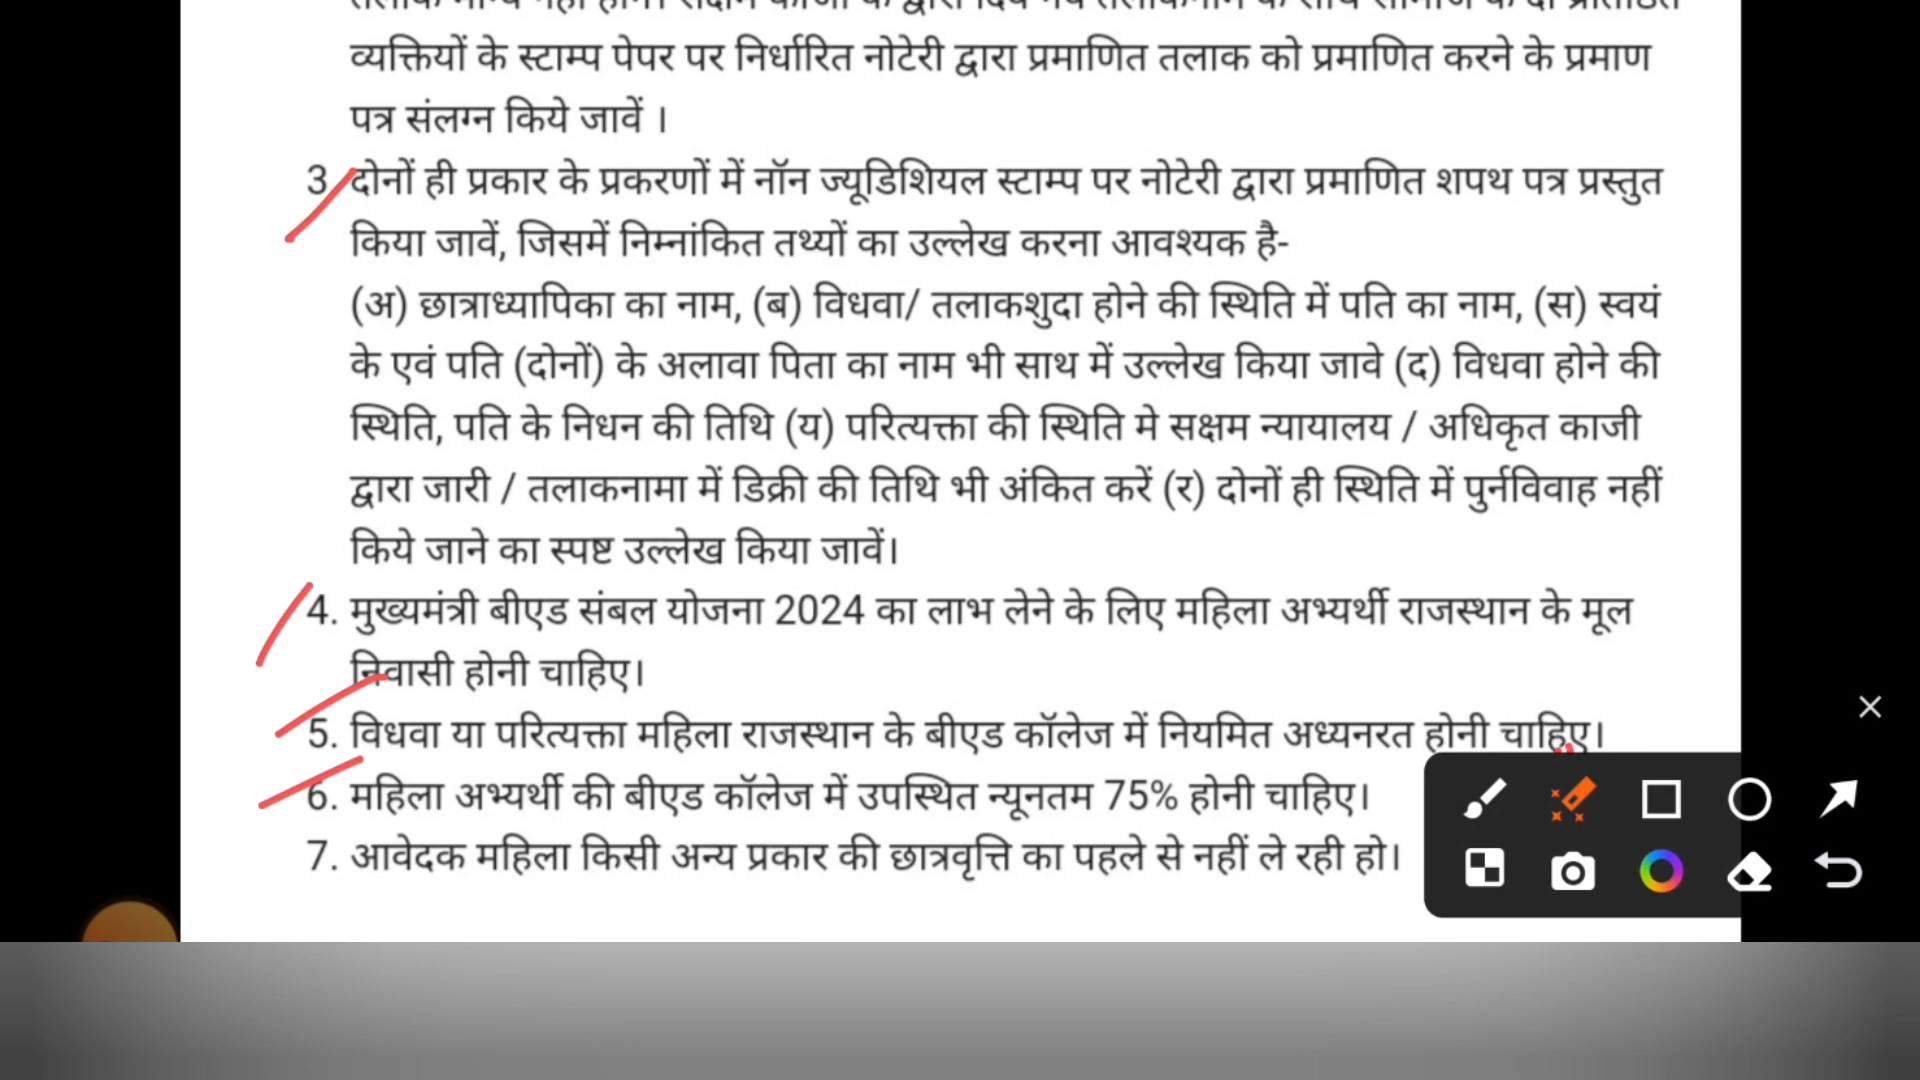 व्यक्तियों के स्टाम्प पेपर पर निर्धारित नोटेरी द्वारा प्रमाणित तलाक को प्रमाणित करने के प्रमाण
पत्र संलग्न किये जावें ।
3. दोनों ही प्रकार के प्रकरणों में नॉन ज्यूडिशियल स्टाम्प पर नोटेरी द्वारा प्रमाणित शपथ पत्र प्रस्तुत
किया जावें, जिसमें निम्नांकित तथ्यों का उल्लेख करना आवश्यक है-
(अ) छात्राध्यापिका का नाम, (ब) विधवा/ तलाकशुदा होने की स्थिति में पति का नाम, (स) स्वयं
के एवं पति (दोनों) के अलावा पिता का नाम भी साथ में उल्लेख किया जावे (द) विधवा होने की
स्थिति, पति के निधन की तिथि (य) परित्यक्ता की स्थिति मे सक्षम न्यायालय / अधिकृत काजी
द्वारा जारी / तलाकनामा में डिक्री की तिथि भी अंकित करें (र) दोनों ही स्थिति में पुर्नविवाह नहीं
किये जाने का स्पष्ट उल्लेख किया जावें।
4. मुख्यमंत्री बीएड संबल योजना 2024 का लाभ लेने के लिए महिला अभ्यर्थी राजस्थान के मूल
निवासी होनी चाहिए।
5. विधवा या परित्यक्ता महिला राजस्थान के बीएड कॉलेज में नियमित अध्यनरत होनी चाहिए।
6. महिला अभ्यर्थी की बीएड कॉलेज में उपस्थित न्यूनतम 75% होनी चाहिए।
7. आवेदक महिला किसी अन्य प्रकार की छात्रवृत्ति का पहले से नहीं ले रही हो।